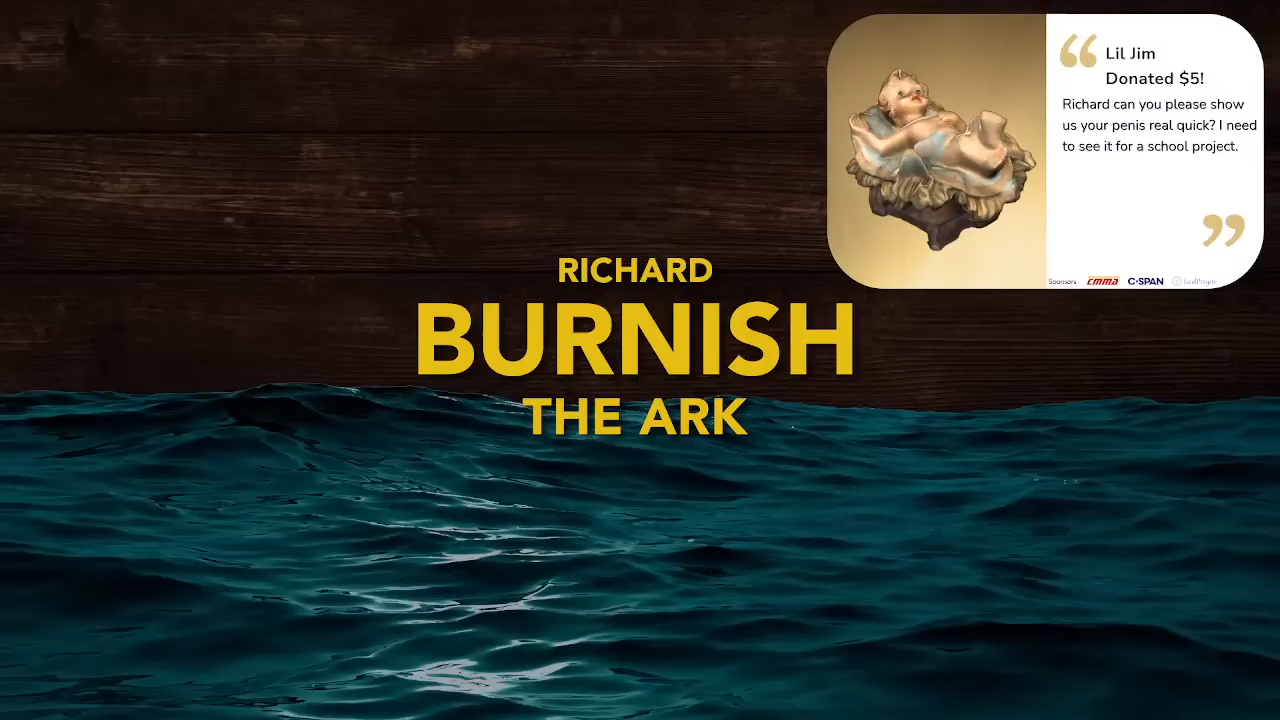 RICHARD
BURNISH
THE ARK
“ Lil Jim
Donated $5!
Richard can you please show
us your penis real quick? I need
to see it for a school project.
”
Sponsors CMMA C-SPAN